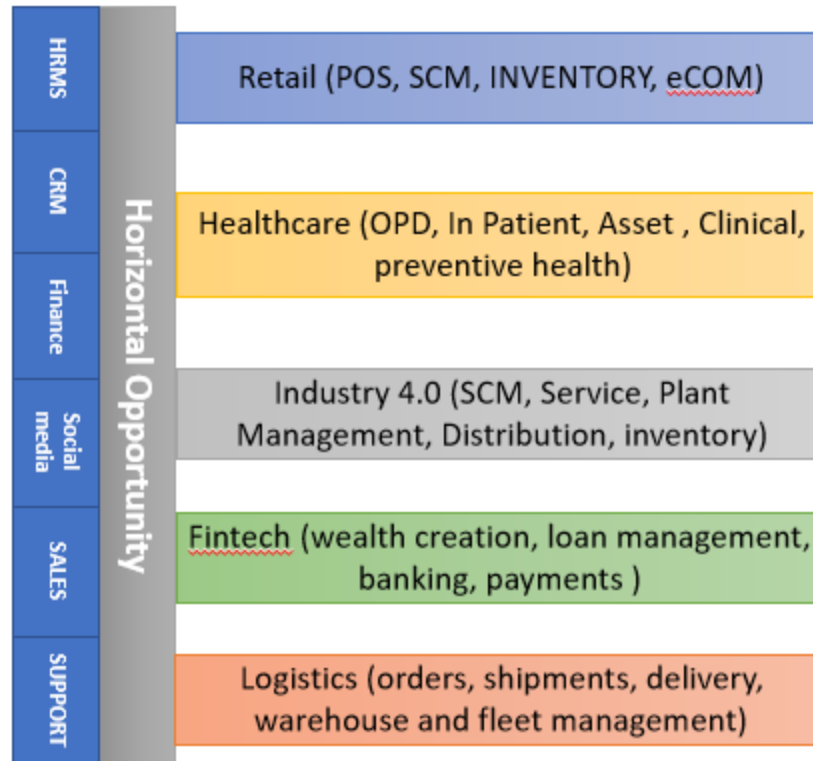 HRMS
CRM
Finance
Social
media
SALES
SUPPORT
Horizontal Opportunity
Retail (POS, SCM, INVENTORY, eCOM)
Healthcare (OPD, In Patient, Asset , Clinical,
preventive health)
Industry 4.0 (SCM, Service, Plant
Management, Distribution, inventory)
Fintech (wealth creation, loan management,
banking, payments )
Logistics (orders, shipments, delivery,
warehouse and fleet management)